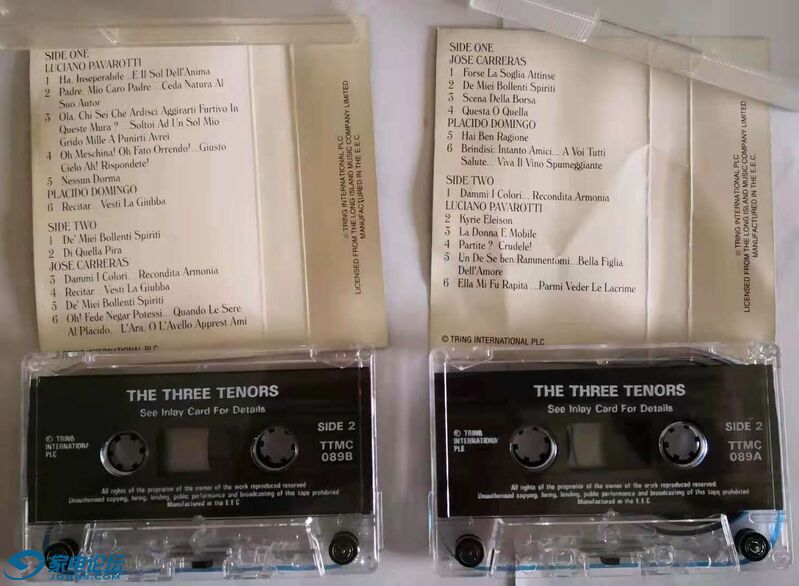 SIDE ONE
LUCIANO PAVAROTTI
1 Ha. Inseperabile ...E Il Sol Dell'Anima
2 Padre. Mio Caro Padre ...Ceda Natura Al
Suo Autor
3 Ola. Chi Sei Che Ardisci Aggirarti Furtivo In
Queste Mura ? Soltoi Ad Un Sol Mio
Grido Mille A Punirti Avrei
4 Oh Meschina! Oh Fato Orrendo!...Giusto
Cielo Ah! Rispondete!
5 Nessun Dorma
PLACIDO DOMINGO
6 Recitar.. Vesti La Giubba
SIDE TWO
1 De' Miei Bollenti Spiriti
2 Di Quella Pira
JOSE CARRERAS
3 Dammi I Colori... Recondita Armonia
4 Recitar... Vesti La Giubba
5 De' Miei Bollenti Spiriti
6 Oh! Fede Negar Potessi... Quando Le Sere
Al Placido. L'Ara. O L'Avello Apprest Ami
© TRING INTERNATIONAL PLC
LICENSED FROM THE LONG ISLAND MUSIC COMPANY LIMITED
MANUFACTURED IN THE E.E.C.
℗ TRING INTERNATIONAL PLC
SIDE ONE
JOSE CARRERAS
1 Forse La Soglia Attinse
2 De Miei Bollenti Spiriti
3 Scena Della Borsa
4 Questa O Quella
PLACIDO DOMINGO
5 Hai Ben Ragione
6 Brindisi: Intanto Amici... A Voi Tutti
Salute... Viva Il Vino Spumeggiante
SIDE TWO
1 Dammi I Colori... Recondita Armonia
LUCIANO PAVAROTTI
2 Kyrie Eleison
3 La Donna E Mobile
4 Partite ? Crudele!
5 Un De Se ben Rammentomi...Bella Figlia
Dell'Amore
6 Ella Mi Fu Rapita ...Parmi Veder Le Lacrime
© TRING INTERNATIONAL PLC
LICENSED FROM THE LONG ISLAND MUSIC COMPANY LIMITED
MANUFACTURED IN THE E.E.C.
℗ TRING INTERNATIONAL PLC
THE THREE TENORS
See Inlay Card For Details
SIDE 2
© TRING
INTERNATIONAL
PLC
TTMC
089B
All rights of the proprietor of the owner of the work reproduced reserved
Unauthorised copying, hiring, lending, public performance and broadcasting of this tape prohibited
Manufactured in the E.E.C
THE THREE TENORS
See Inlay Card For Details
SIDE 2
© TRING
INTERNATIONAL
PLC
TTMC
089A
All rights of the proprietor of the owner of the work reproduced reserved
Unauthorised copying, hiring, lending, public performance and broadcasting of this tape prohibited
Manufactured in the E.E.C
家电论坛
JDBBS.COM